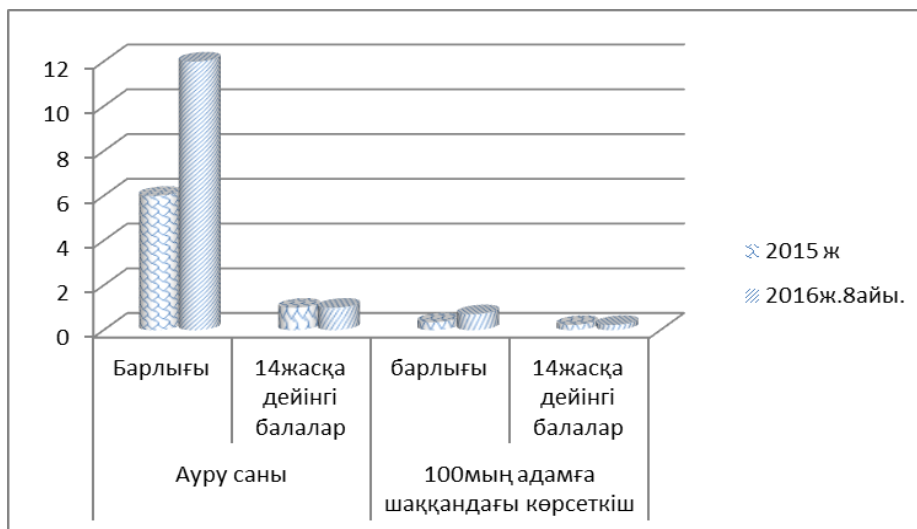 12
10
8
6
4
2
0
Барлығы
14жасқа
дейінгі
балалар
барлығы
14жасқа
дейінгі
балалар
Ауру саны
100мың адамға
шаққандағы көрсеткіш
2015 ж
2016ж.8айы.